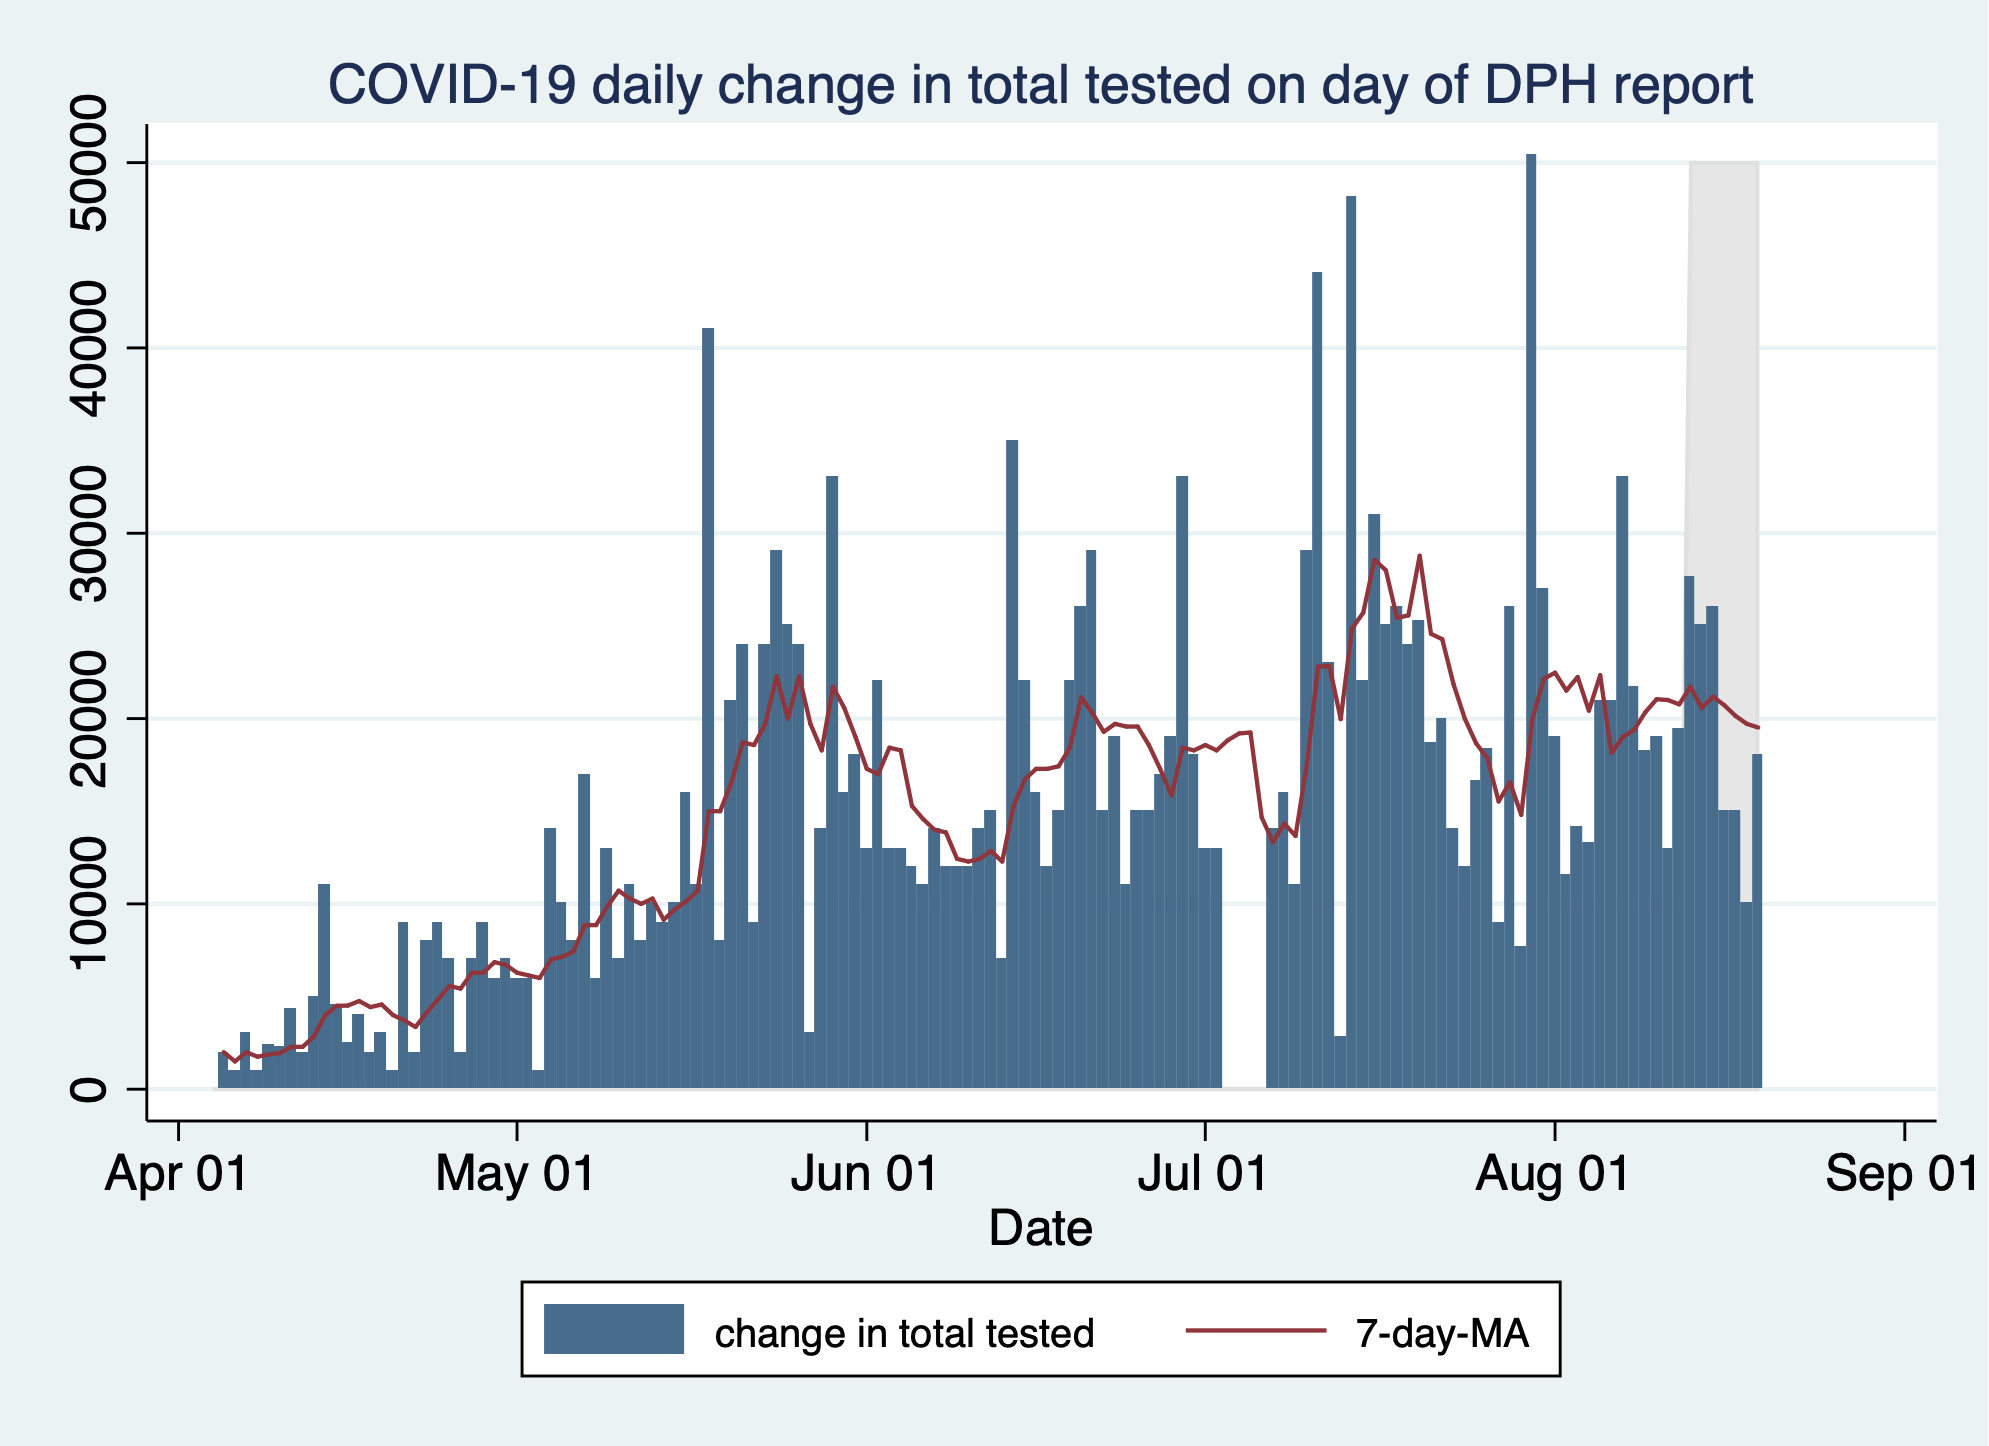 COVID-19 daily change in total tested on day of DPH report
50000
40000
30000
20000
10000
0
Apr 01 May 01 Jun 01 Jul 01 Aug 01 Sep 01
Date
change in total tested 7-day-MA